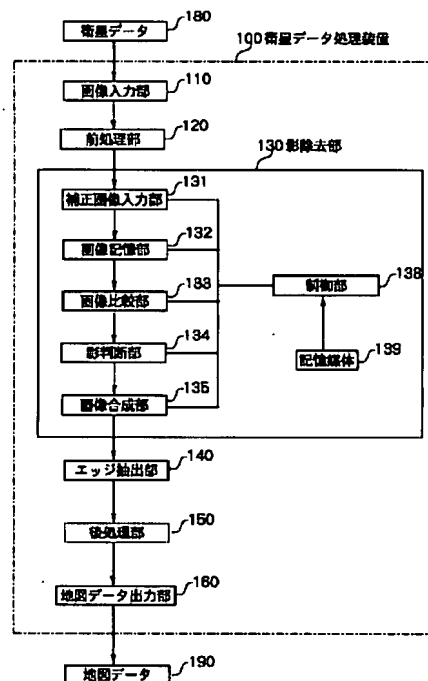 衛星データ 180
100 衛星データ処理装置
画像入力部 110
前処理部 120
130 影除去部
補正画像入力部 131
画像記憶部 132
画像比較部 133
影判断部 134
画像合成部 135
制御部 138
記憶媒体 139
エッジ抽出部 140
後処理部 150
地図データ出力部 160
地図データ 190